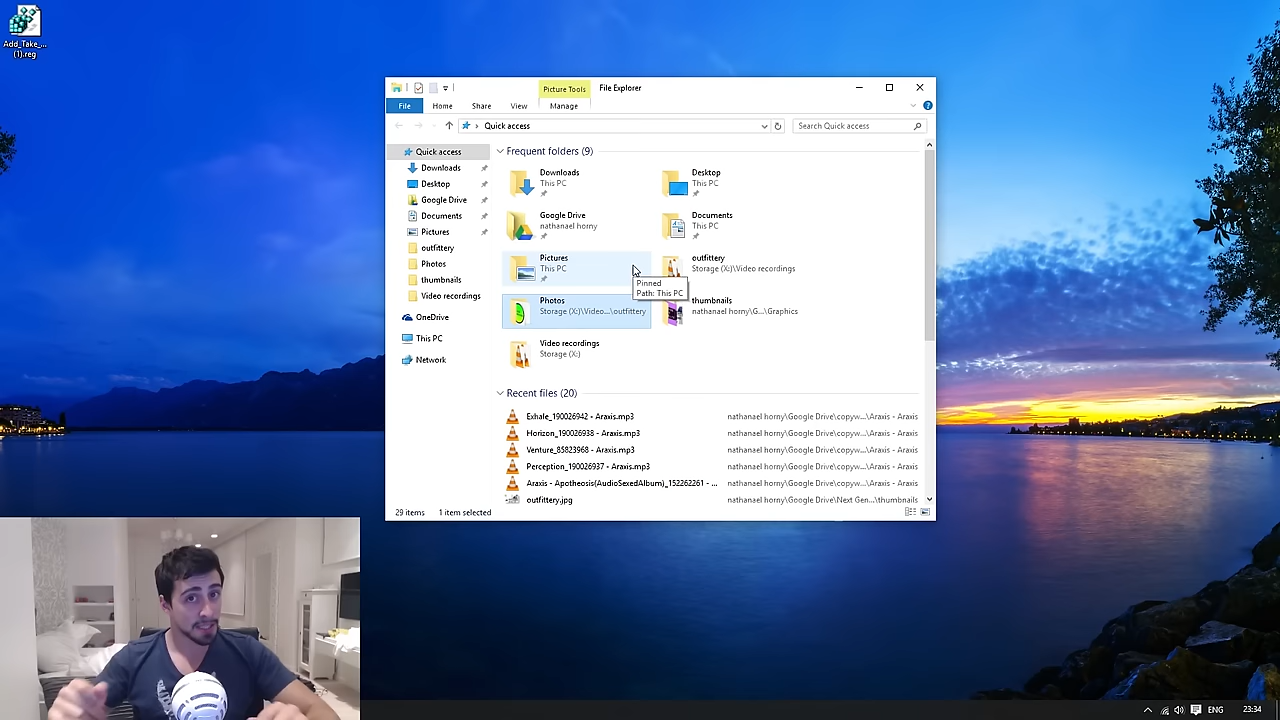 Add_Take_...
(1).reg
Picture Tools
File Explorer
File
Home
Share
View
Manage
Quick access
Search Quick access
Quick access
Downloads
Desktop
Google Drive
Documents
Pictures
outfittery
Photos
thumbnails
Video recordings
OneDrive
This PC
Network
Frequent folders (9)
Downloads
This PC
Desktop
This PC
Google Drive
nathanael horny
Documents
This PC
Pictures
This PC
outfittery
Storage (X:)\Video recordings
Pinned
Path: This PC
Photos
Storage (X:)\Video...\outfittery
thumbnails
nathanael horny\G...\Graphics
Video recordings
Storage (X:)
Recent files (20)
Exhale_190026942 - Araxis.mp3 nathanael horny\Google Drive\copyw...\Araxis - Araxis
Horizon_190026938 - Araxis.mp3 nathanael horny\Google Drive\copyw...\Araxis - Araxis
Venture_85823968 - Araxis.mp3 nathanael horny\Google Drive\copyw...\Araxis - Araxis
Perception_190026937 - Araxis.mp3 nathanael horny\Google Drive\copyw...\Araxis - Araxis
Araxis - Apotheosis(AudioSexedAlbum)_152262261 - ... nathanael horny\Google Drive\copyw...\Araxis - Araxis
outfittery.jpg nathanael horny\Google Drive\Next Gen...\thumbnails
29 items
1 item selected
ENG
23:34